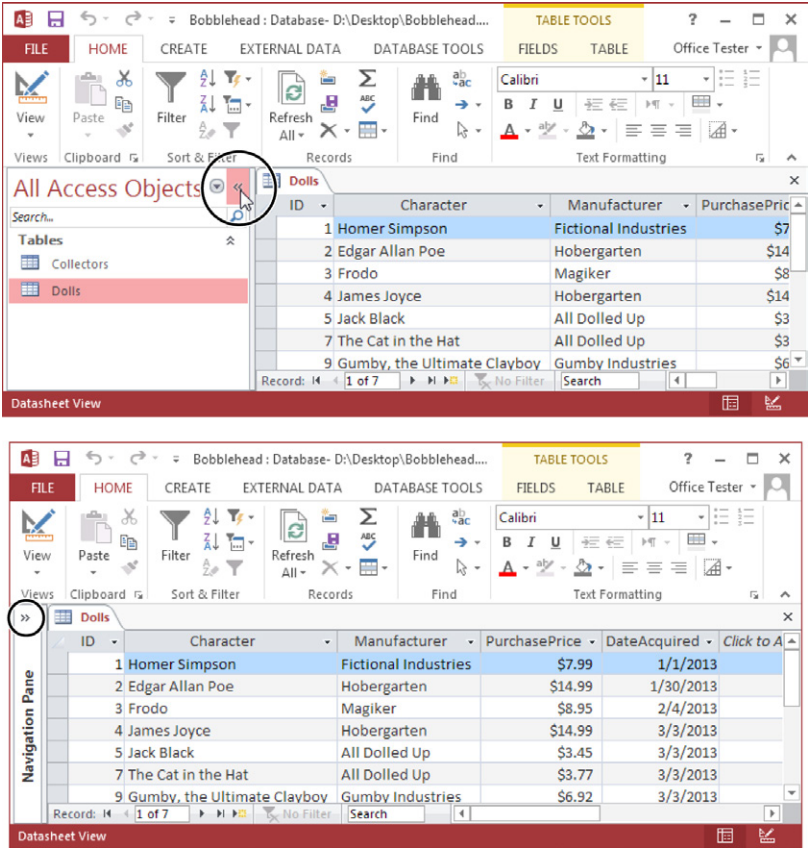 Bobblehead : Database- D:\Desktop\Bobblehead.... TABLE TOOLS ?
FILE HOME CREATE EXTERNAL DATA DATABASE TOOLS FIELDS TABLE Office Tester
View Paste Filter Refresh All ABC Find ab ac Calibri 11
B I U A aby A
Views Clipboard Sort & Filter Records Find Text Formatting
All Access Objects «
Search...
Tables
Collectors
Dolls
Dolls
ID Character Manufacturer PurchasePric
1 Homer Simpson Fictional Industries $7
2 Edgar Allan Poe Hobergarten $14
3 Frodo Magiker $8
4 James Joyce Hobergarten $14
5 Jack Black All Dolled Up $3
7 The Cat in the Hat All Dolled Up $3
9 Gumby, the Ultimate Clayboy Gumby Industries $6
Record: 1 of 7 No Filter Search
Datasheet View
Bobblehead : Database- D:\Desktop\Bobblehead.... TABLE TOOLS ?
FILE HOME CREATE EXTERNAL DATA DATABASE TOOLS FIELDS TABLE Office Tester
View Paste Filter Refresh All ABC Find ab ac Calibri 11
B I U A aby A
Views Clipboard Sort & Filter Records Find Text Formatting
» Dolls
Navigation Pane
ID Character Manufacturer PurchasePrice DateAcquired Click to A
1 Homer Simpson Fictional Industries $7.99 1/1/2013
2 Edgar Allan Poe Hobergarten $14.99 1/30/2013
3 Frodo Magiker $8.95 2/4/2013
4 James Joyce Hobergarten $14.99 3/3/2013
5 Jack Black All Dolled Up $3.45 3/3/2013
7 The Cat in the Hat All Dolled Up $3.77 3/3/2013
9 Gumby, the Ultimate Clayboy Gumby Industries $6.92 3/3/2013
Record: 1 of 7 No Filter Search
Datasheet View